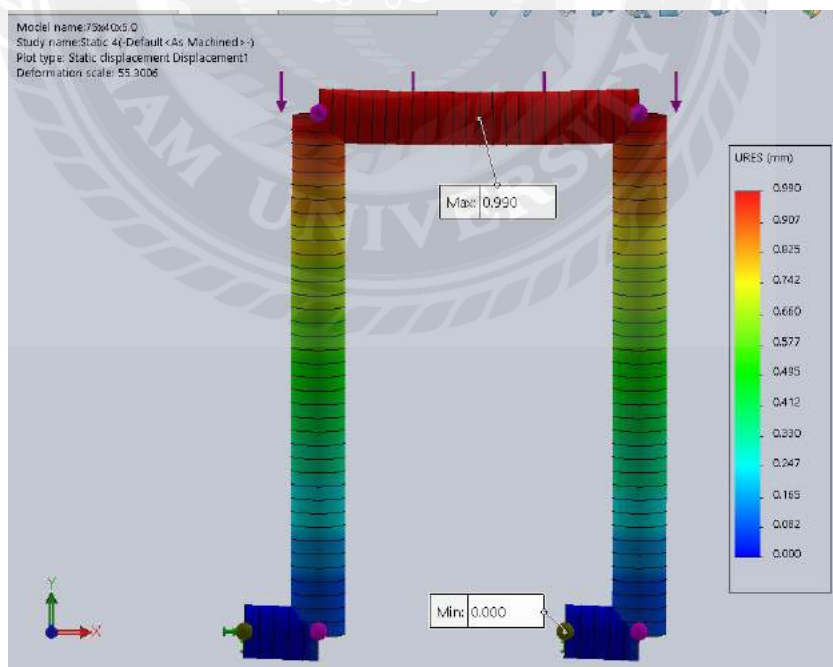 Model name:75x40x5.0
Study name:Static 4(-Default<As Machined>-)
Plot type: Static displacement Displacement1
Deformation scale: 55.3006
URES (mm)
0.990
0.907
0.825
0.742
0.660
0.577
0.495
0.412
0.330
0.247
0.165
0.082
0.000
Max: 0.990
UNIVERSITY
Min: 0.000
Y
X